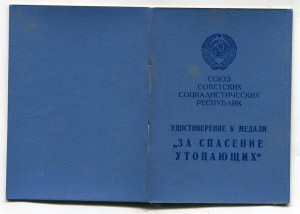 СОЮЗ
СОВЕТСКИХ
СОЦИАЛИСТИЧЕСКИХ
РЕСПУБЛИК
УДОСТОВЕРЕНИЕ К МЕДАЛИ
„ЗА СПАСЕНИЕ
УТОПАЮЩИХ“